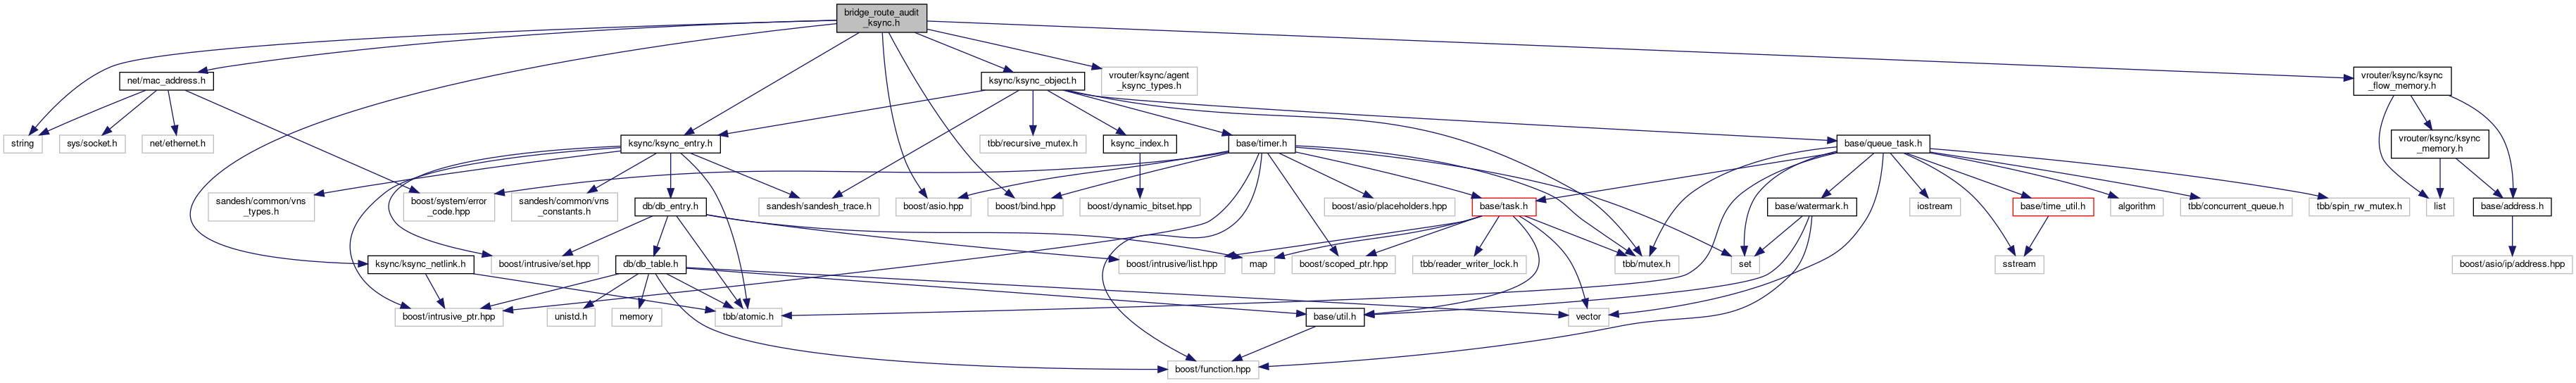 bridge_route_audit
_ksync.h
net/mac_address.h
ksync/ksync_object.h
vrouter/ksync/agent
_ksync_types.h
vrouter/ksync/ksync
_flow_memory.h
string
sys/socket.h
net/ethernet.h
ksync/ksync_entry.h
tbb/recursive_mutex.h
ksync_index.h
base/timer.h
base/queue_task.h
vrouter/ksync/ksync
_memory.h
sandesh/common/vns
_types.h
boost/system/error
_code.hpp
sandesh/common/vns
_constants.h
db/db_entry.h
sandesh/sandesh_trace.h
boost/asio.hpp
boost/bind.hpp
boost/dynamic_bitset.hpp
boost/asio/placeholders.hpp
base/task.h
base/watermark.h
iostream
base/time_util.h
algorithm
tbb/concurrent_queue.h
tbb/spin_rw_mutex.h
list
base/address.h
ksync/ksync_netlink.h
boost/intrusive/set.hpp
db/db_table.h
boost/intrusive/list.hpp
map
boost/scoped_ptr.hpp
tbb/reader_writer_lock.h
tbb/mutex.h
set
sstream
boost/asio/ip/address.hpp
boost/intrusive_ptr.hpp
unistd.h
memory
tbb/atomic.h
base/util.h
vector
boost/function.hpp